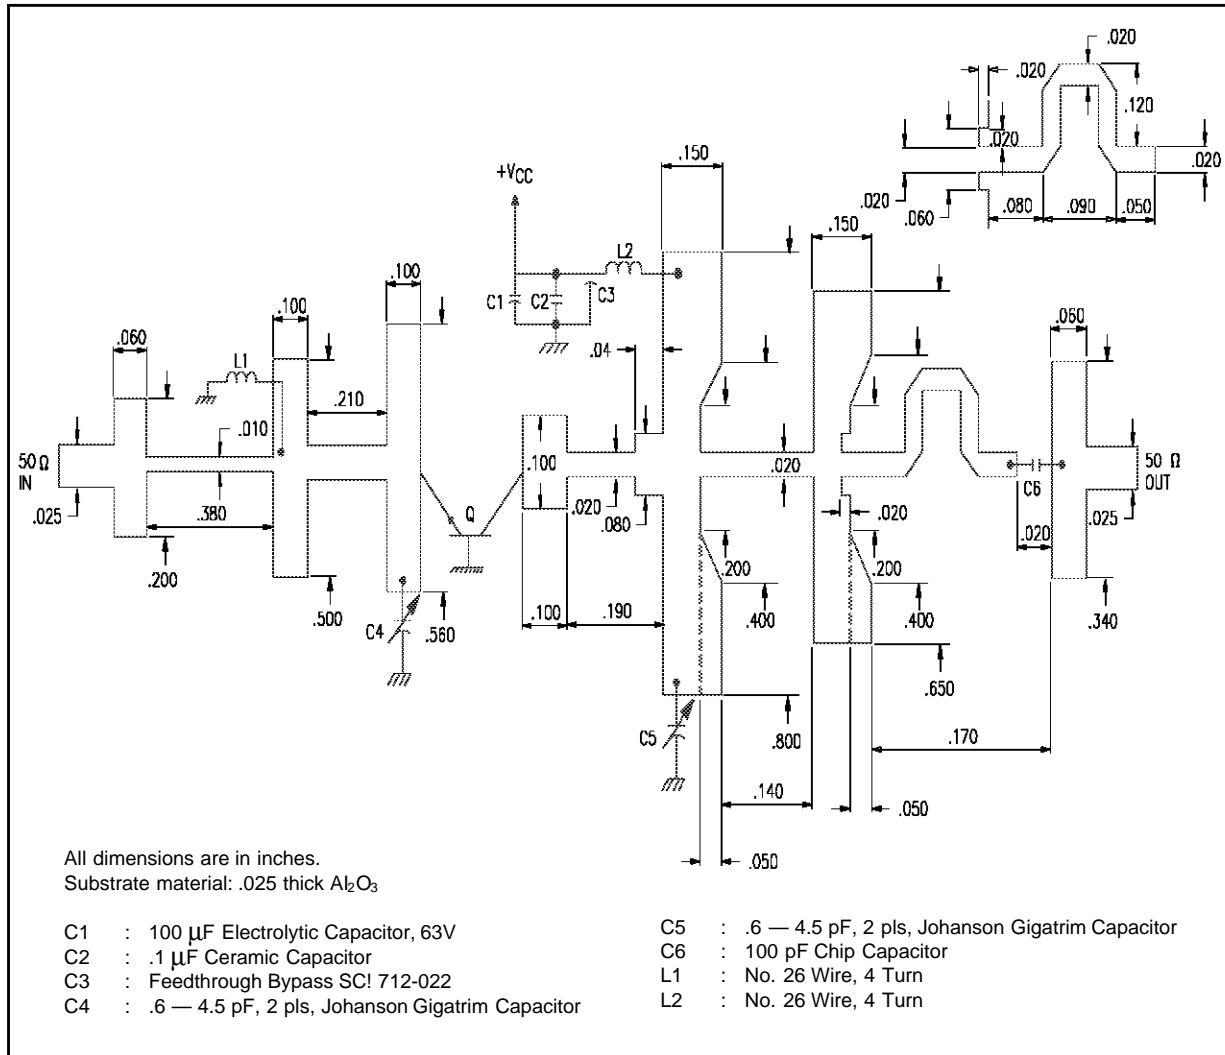 .020
.020
.120
.020
.020
.020
.060
.080
.090
.050
.150
+VCC
L2
C1
C2
C3
.150
.100
.100
.060
.04
.060
L1
.210
.010
50 Ω
IN
.100
.020
50 Ω
OUT
C6
.025
.380
Q
.020
.080
.020
.020
.025
.200
.200
.200
.500
C4
.560
.100
.190
.400
.400
.340
.650
C5
.800
.170
.140
.050
.050
All dimensions are in inches.
Substrate material: .025 thick Al₂O₃
C1 : 100 μF Electrolytic Capacitor, 63V
C2 : .1 μF Ceramic Capacitor
C3 : Feedthrough Bypass SC! 712-022
C4 : .6 — 4.5 pF, 2 pls, Johanson Gigatrim Capacitor
C5 : .6 — 4.5 pF, 2 pls, Johanson Gigatrim Capacitor
C6 : 100 pF Chip Capacitor
L1 : No. 26 Wire, 4 Turn
L2 : No. 26 Wire, 4 Turn